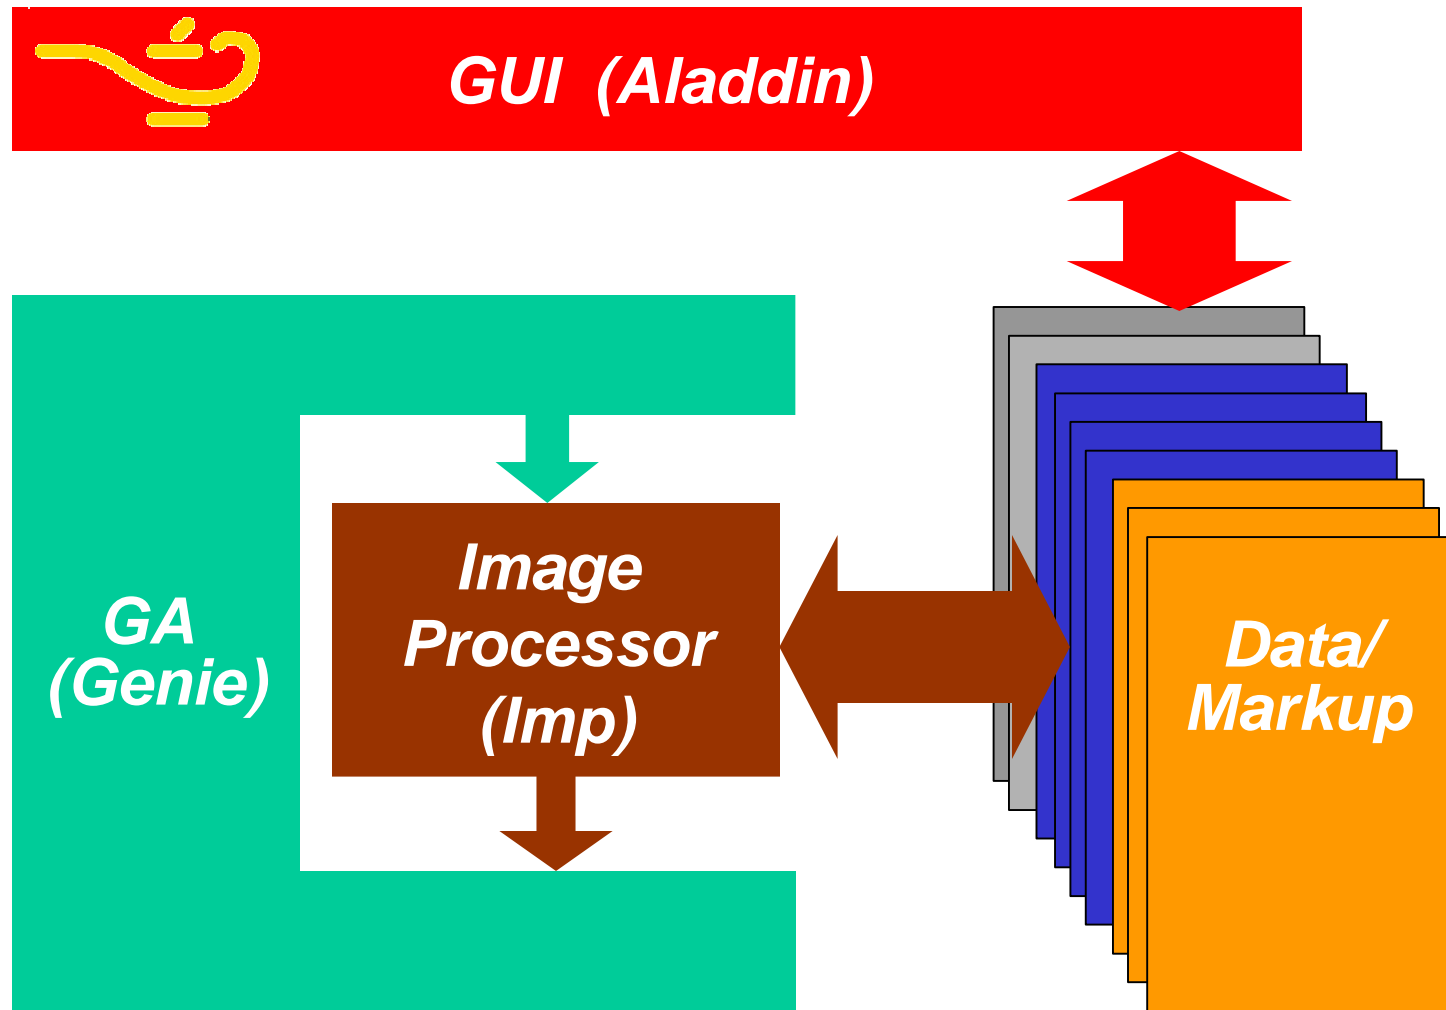 GUI (Aladdin)
GA
(Genie)
Image
Processor
(Imp)
Data/
Markup